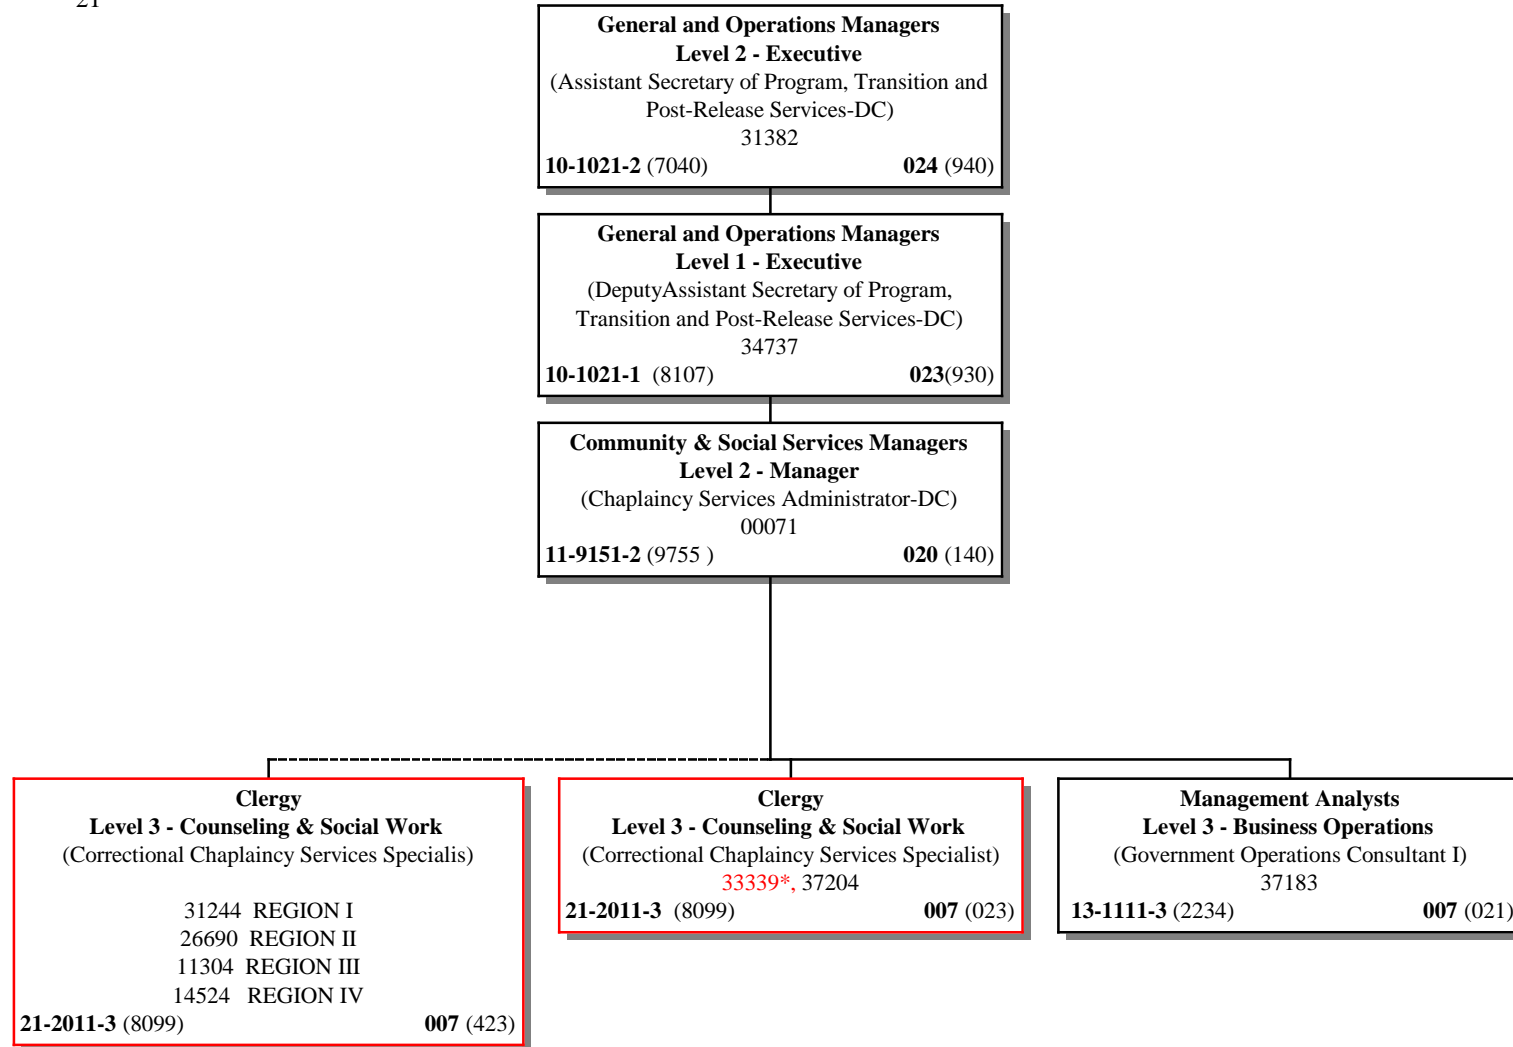 21
General and Operations Managers
Level 2 - Executive
(Assistant Secretary of Program, Transition and
Post-Release Services-DC)
31382
10-1021-2 (7040) 024 (940)
General and Operations Managers
Level 1 - Executive
(DeputyAssistant Secretary of Program,
Transition and Post-Release Services-DC)
34737
10-1021-1 (8107) 023(930)
Community & Social Services Managers
Level 2 - Manager
(Chaplaincy Services Administrator-DC)
00071
11-9151-2 (9755 ) 020 (140)
Clergy
Level 3 - Counseling & Social Work
(Correctional Chaplaincy Services Specialis)
31244 REGION I
26690 REGION II
11304 REGION III
14524 REGION IV
21-2011-3 (8099) 007 (423)
Clergy
Level 3 - Counseling & Social Work
(Correctional Chaplaincy Services Specialist)
33339*, 37204
21-2011-3 (8099) 007 (023)
Management Analysts
Level 3 - Business Operations
(Government Operations Consultant I)
37183
13-1111-3 (2234) 007 (021)